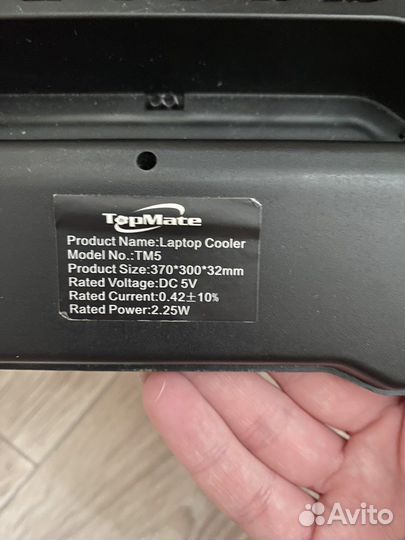 TopMate
Product Name:Laptop Cooler
Model No.:TM5
Product Size:370*300*32mm
Rated Voltage:DC 5V
Rated Current:0.42±10%
Rated Power:2.25W
Avito